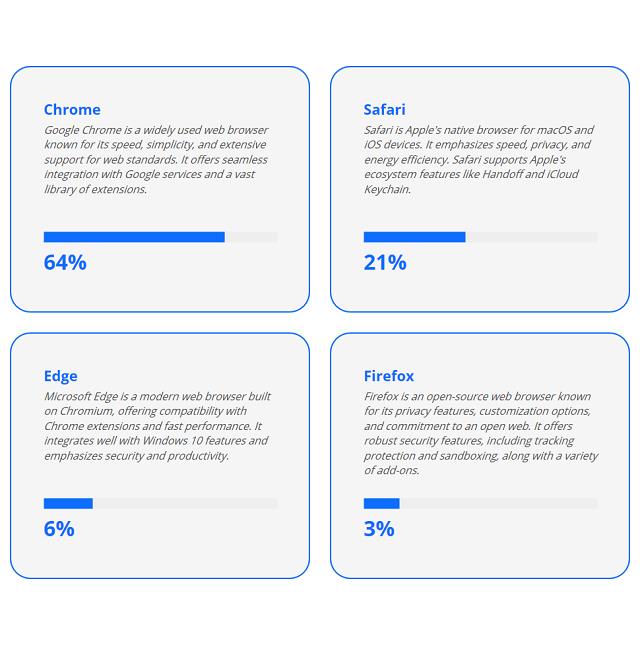 Chrome
Google Chrome is a widely used web browser
known for its speed, simplicity, and extensive
support for web standards. It offers seamless
integration with Google services and a vast
library of extensions.
64%
Safari
Safari is Apple's native browser for macOS and
iOS devices. It emphasizes speed, privacy, and
energy efficiency. Safari supports Apple's
ecosystem features like Handoff and iCloud
Keychain.
21%
Edge
Microsoft Edge is a modern web browser built
on Chromium, offering compatibility with
Chrome extensions and fast performance. It
integrates well with Windows 10 features and
emphasizes security and productivity.
6%
Firefox
Firefox is an open-source web browser known
for its privacy features, customization options,
and commitment to an open web. It offers
robust security features, including tracking
protection and sandboxing, along with a variety
of add-ons.
3%